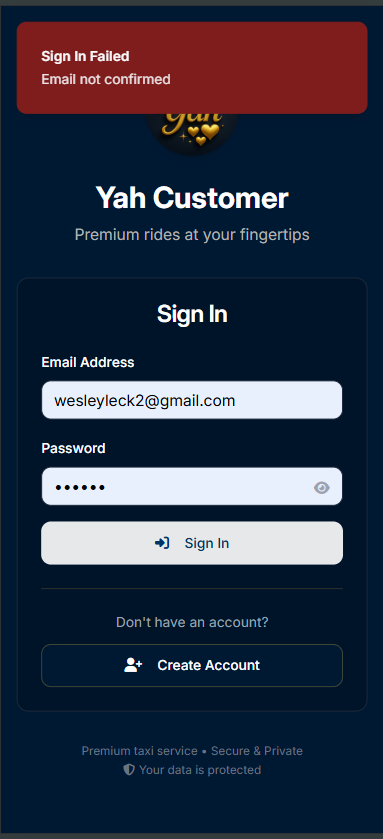 Sign In Failed
Email not confirmed
Yah Customer
Premium rides at your fingertips
Sign In
Email Address
wesleyleck2@gmail.com
Password
••••••
Sign In
Don't have an account?
Create Account
Premium taxi service • Secure & Private
Your data is protected